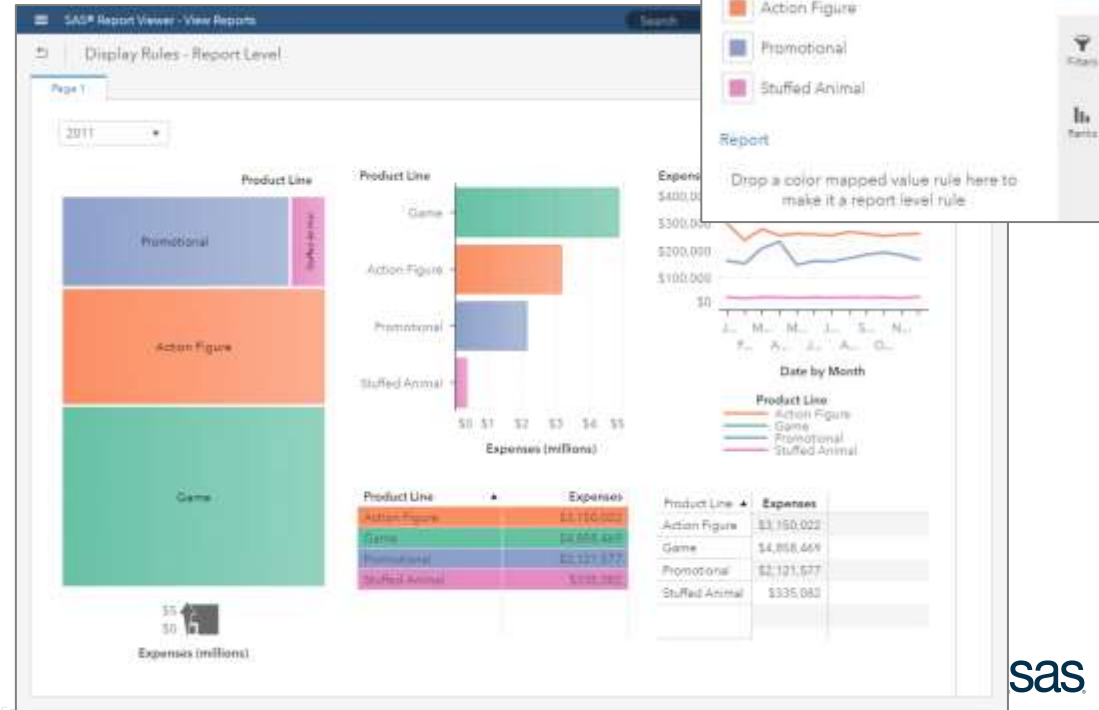 SAS® Report Viewer - View Reports
Search
Display Rules - Report Level
Page 1
2011
Product Line
Promotional
Stuffed Animal
Action Figure
Game
$5
$0
Expenses (millions)
Product Line
Game
Action Figure
Promotional
Stuffed Animal
$0 $1 $2 $3 $4 $5
Expenses (millions)
Action Figure
Promotional
Stuffed Animal
Report
Drop a color mapped value rule here to
make it a report level rule
Filters
Ranks
$300,000
$200,000
$100,000
$0
J... M... M... J... S... N...
F... A... J... A... O...
Date by Month
Product Line
Action Figure
Game
Promotional
Stuffed Animal
Product Line Expenses
Action Figure $3,150,022
Game $4,858,469
Promotional $2,121,577
Stuffed Animal $335,082
Product Line Expenses
Action Figure $3,150,022
Game $4,858,469
Promotional $2,121,577
Stuffed Animal $335,082
sas